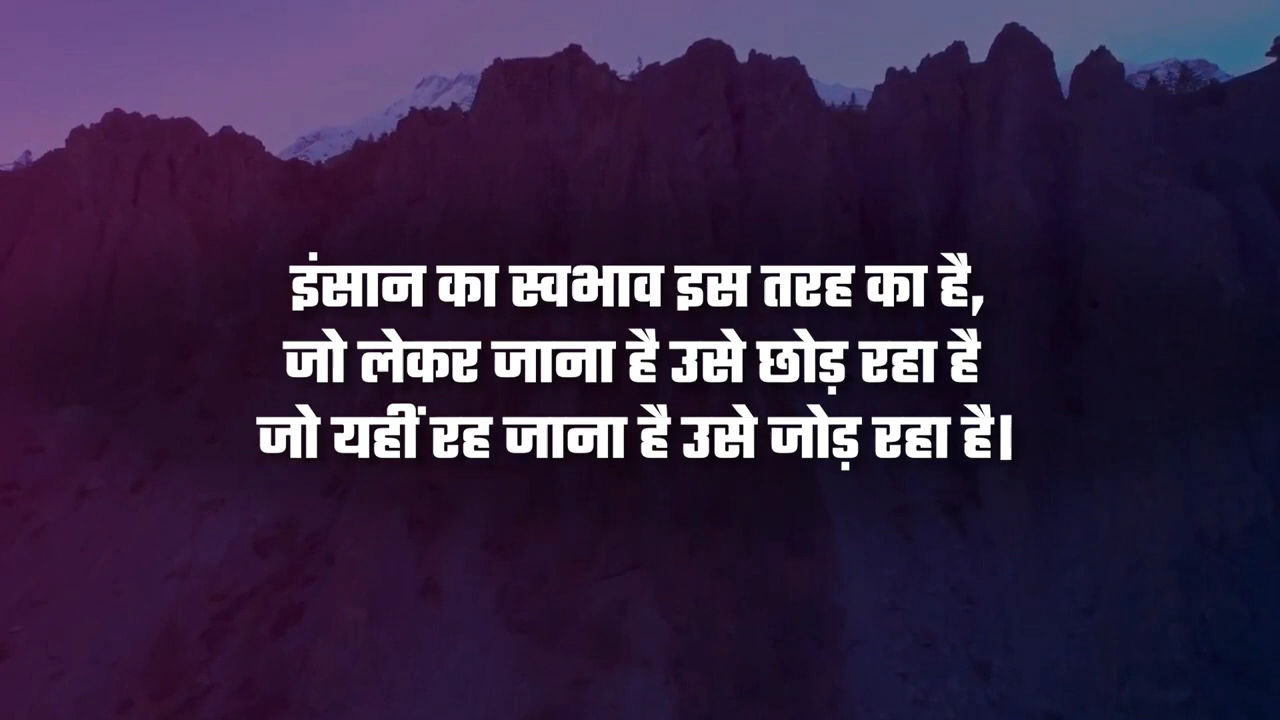 इंसान का स्वभाव इस तरह का है,
जो लेकर जाना है उसे छोड़ रहा है
जो यहीं रह जाना है उसे जोड़ रहा है।